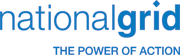 nationalgrid
THE POWER OF ACTION